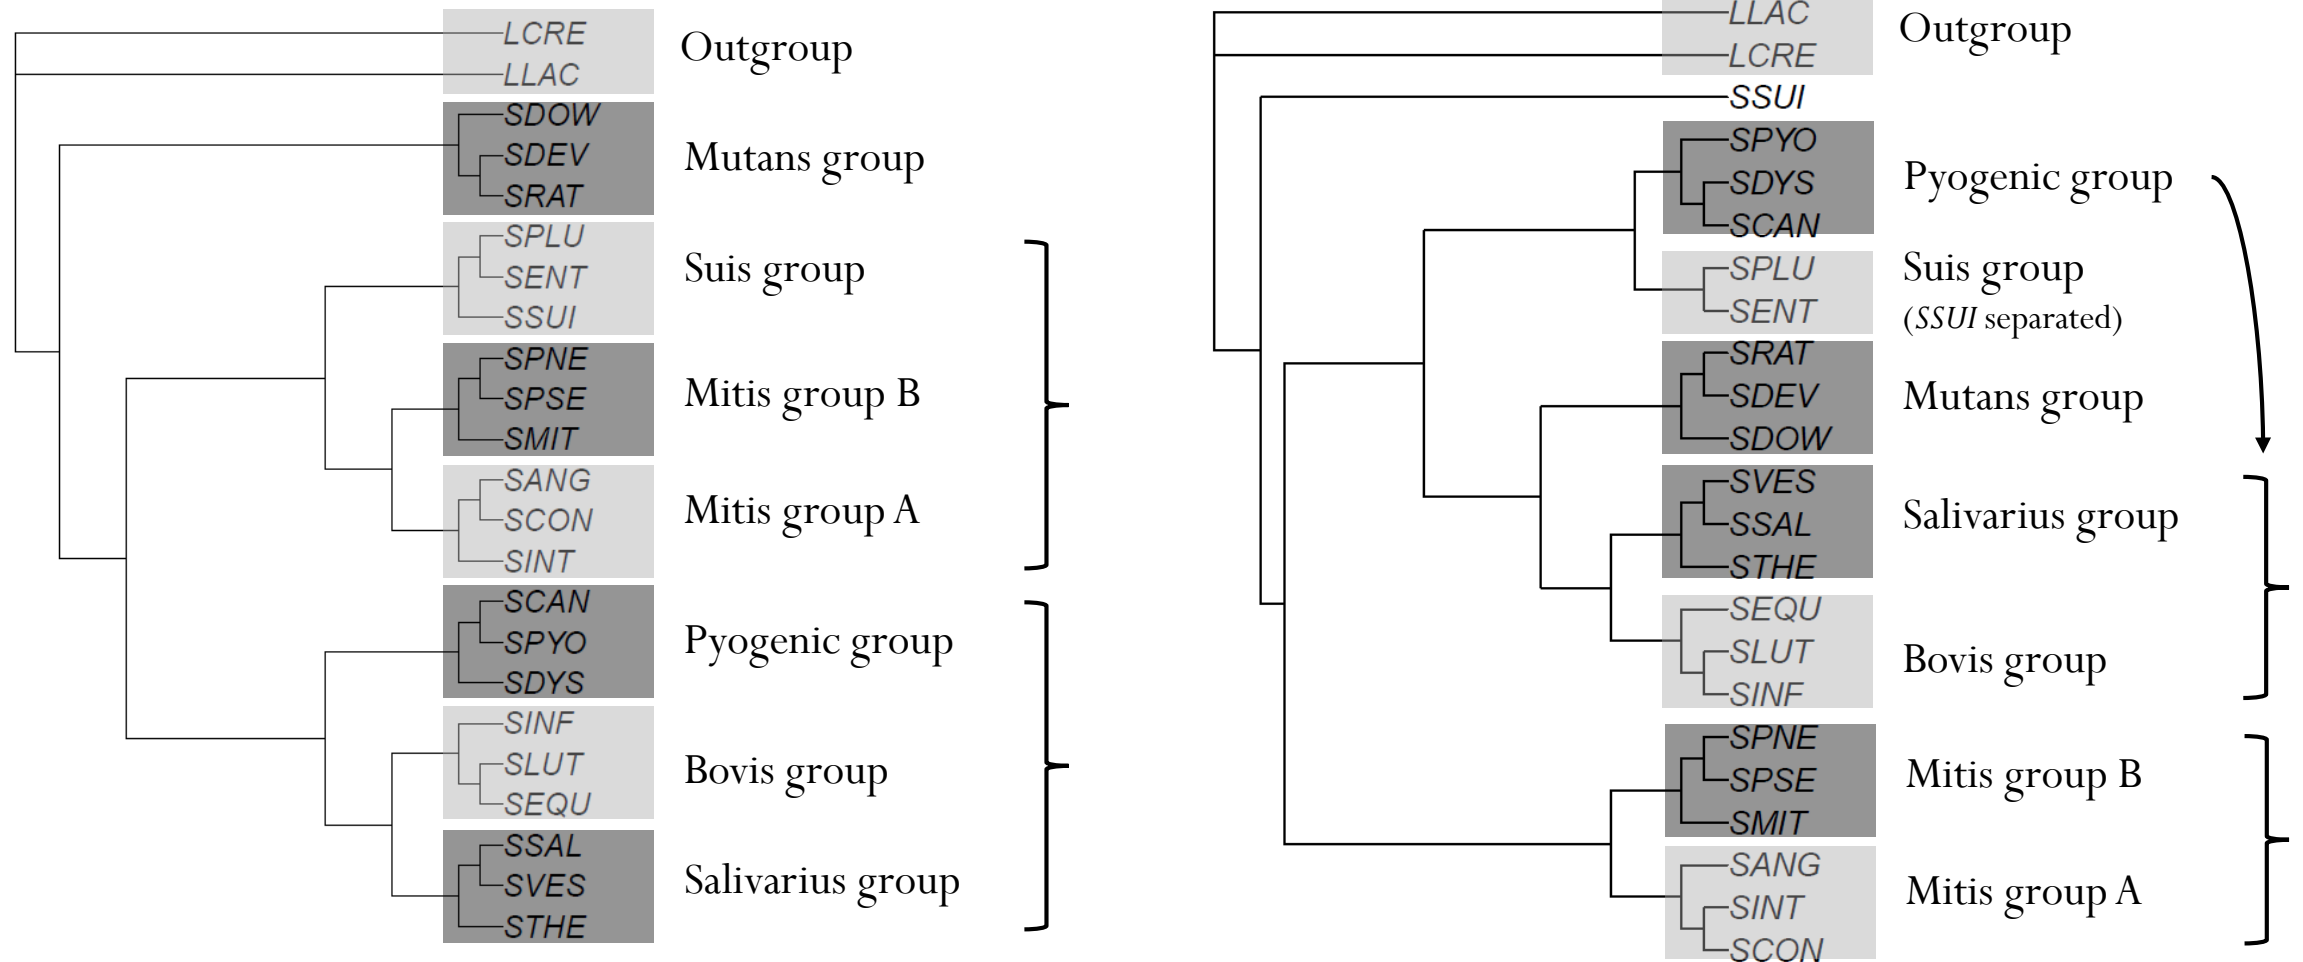 LCRE
LLAC
Outgroup
SDOW
SDEV
SRAT
Mutans group
SPLU
SENT
SSUI
Suis group
SPNE
SPSE
SMIT
Mitis group B
SANG
SCON
SINT
Mitis group A
SCAN
SPYO
SDYS
Pyogenic group
SINF
SLUT
SEQU
Bovis group
SSAL
SVES
STHE
Salivarius group
LLAC
LCRE
Outgroup
SSUI
SPYO
SDYS
SCAN
Pyogenic group
SPLU
SENT
Suis group
(SSUI separated)
SRAT
SDEV
SDOW
Mutans group
SVES
SSAL
STHE
Salivarius group
SEQU
SLUT
SINF
Bovis group
SPNE
SPSE
SMIT
Mitis group B
SANG
SINT
SCON
Mitis group A